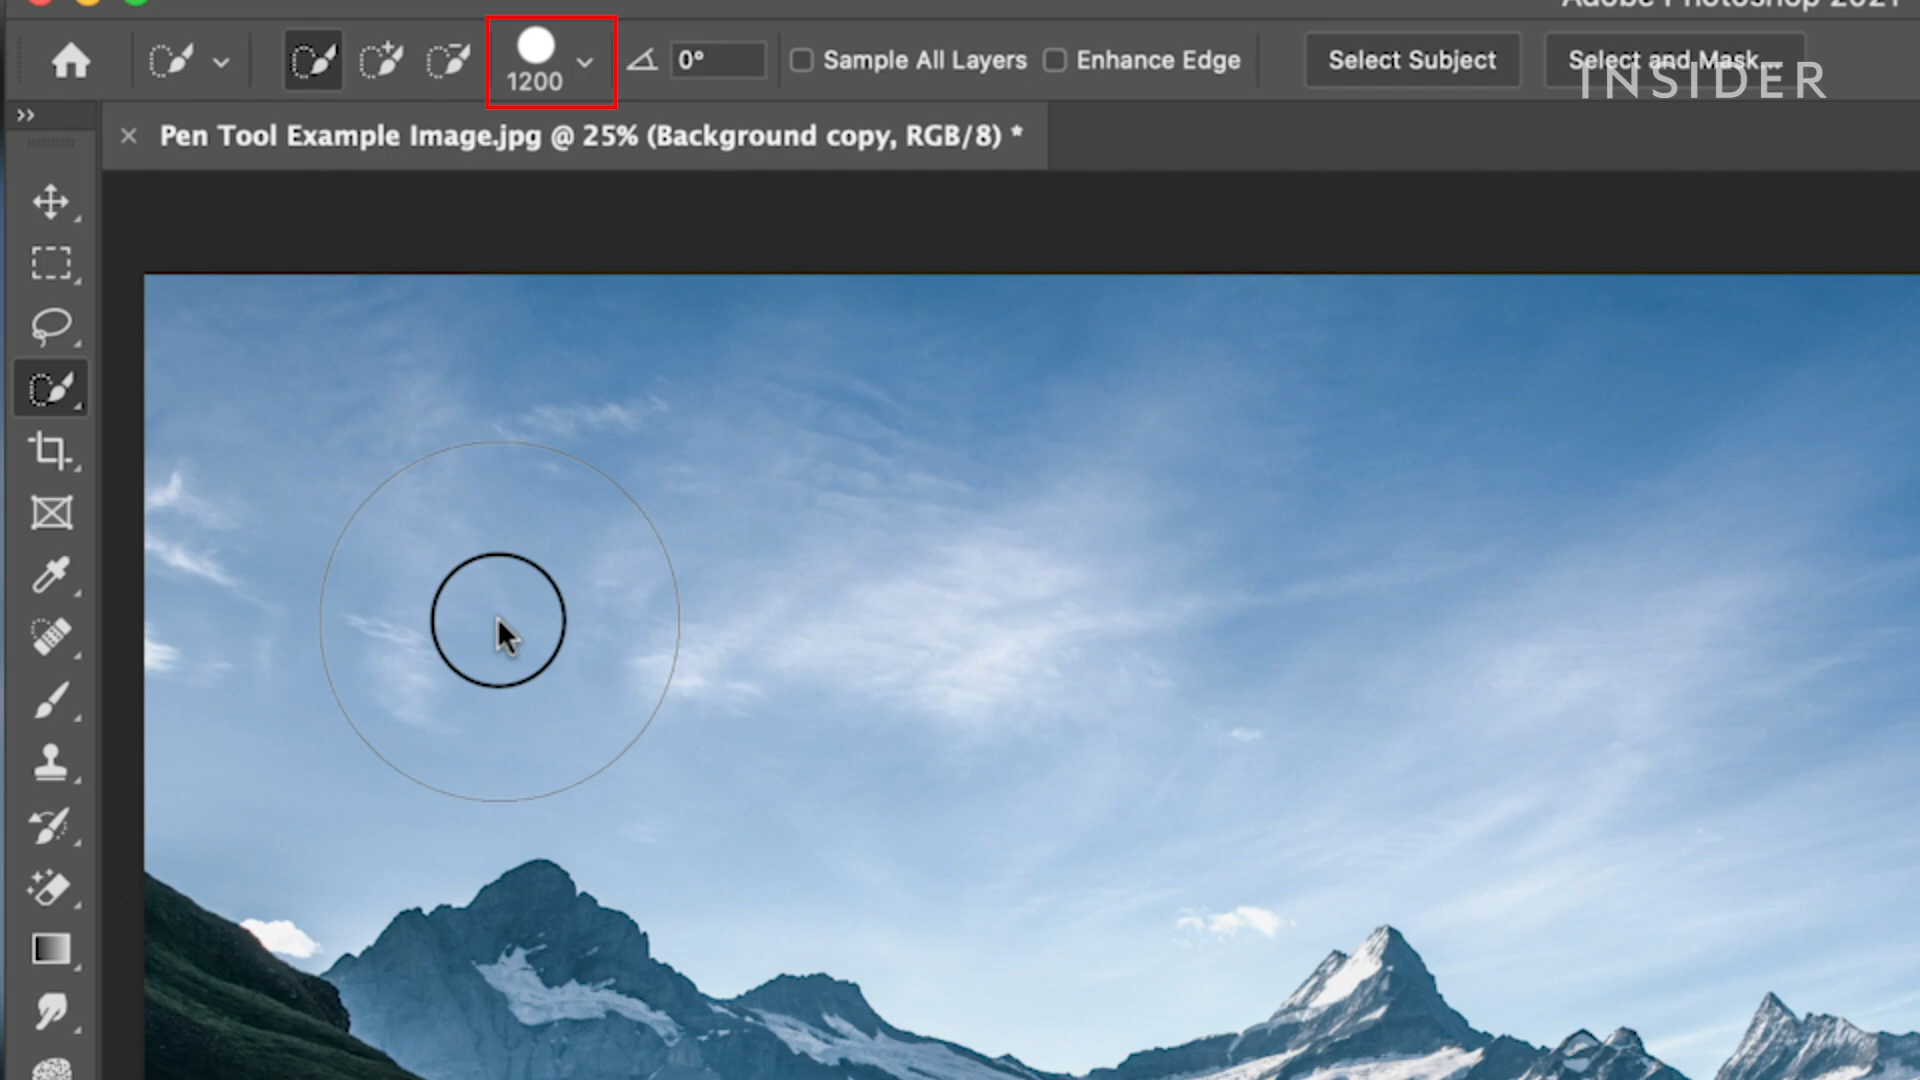 Adobe Photoshop 2021
1200
0°
Sample All Layers
Enhance Edge
Select Subject
Select and Mask...
INSIDER
Pen Tool Example Image.jpg @ 25% (Background copy, RGB/8) *